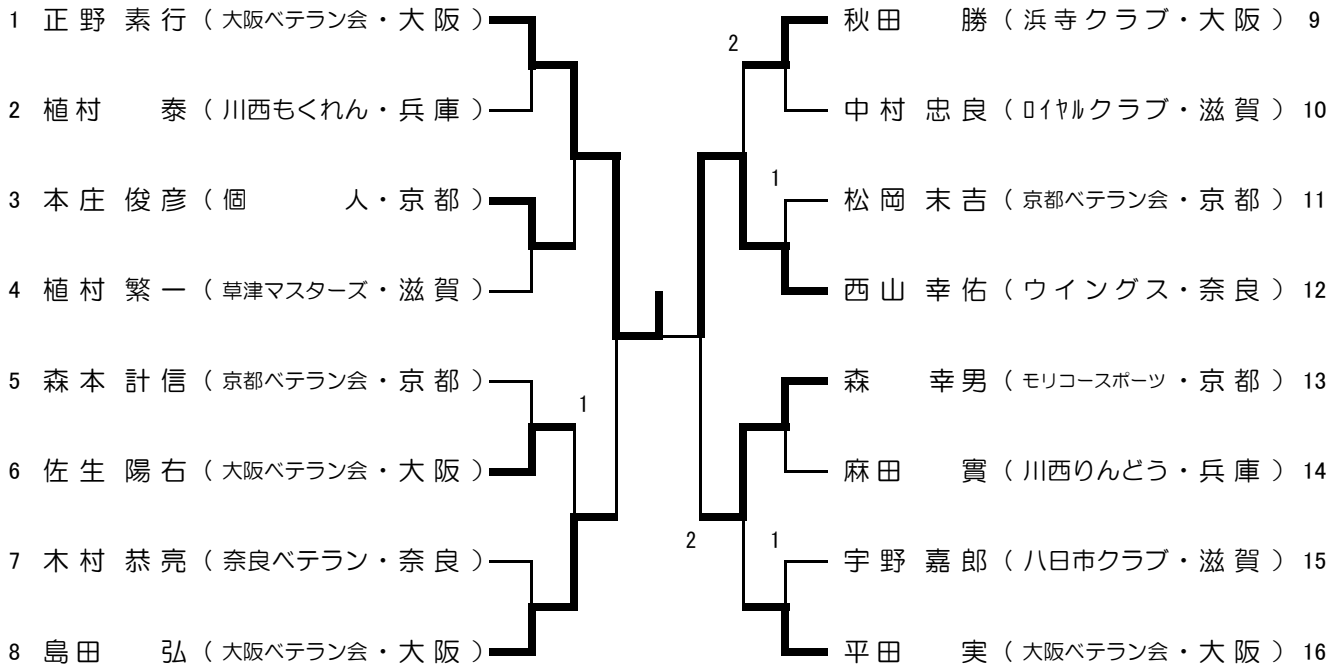 1 正野 素行 （ 大阪ベテラン会 ・ 大 阪 ）
2 植村 泰 （ 川西もくれん ・ 兵 庫 ）
3 本庄 俊彦 （ 個 人 ・ 京 都 ）
4 植村 繁一 （ 草津マスターズ ・ 滋 賀 ）
5 森本 計信 （ 京都ベテラン会 ・ 京 都 ）
1
6 佐生 陽右 （ 大阪ベテラン会 ・ 大 阪 ）
7 木村 恭亮 （ 奈良ベテラン ・ 奈 良 ）
8 島田 弘 （ 大阪ベテラン会 ・ 大 阪 ）
秋田 勝 （ 浜寺クラブ ・ 大 阪 ） 9
2
中村 忠良 （ ﾛｲﾔﾙクラブ ・ 滋 賀 ） 10
1
松岡 末吉 （ 京都ベテラン会 ・ 京 都 ） 11
西山 幸佑 （ ウイングス ・ 奈 良 ） 12
森 幸男 （ モリコースポーツ ・ 京 都 ） 13
麻田 實 （ 川西りんどう ・ 兵 庫 ） 14
2 1
宇野 嘉郎 （ 八日市クラブ ・ 滋 賀 ） 15
平田 実 （ 大阪ベテラン会 ・ 大 阪 ） 16